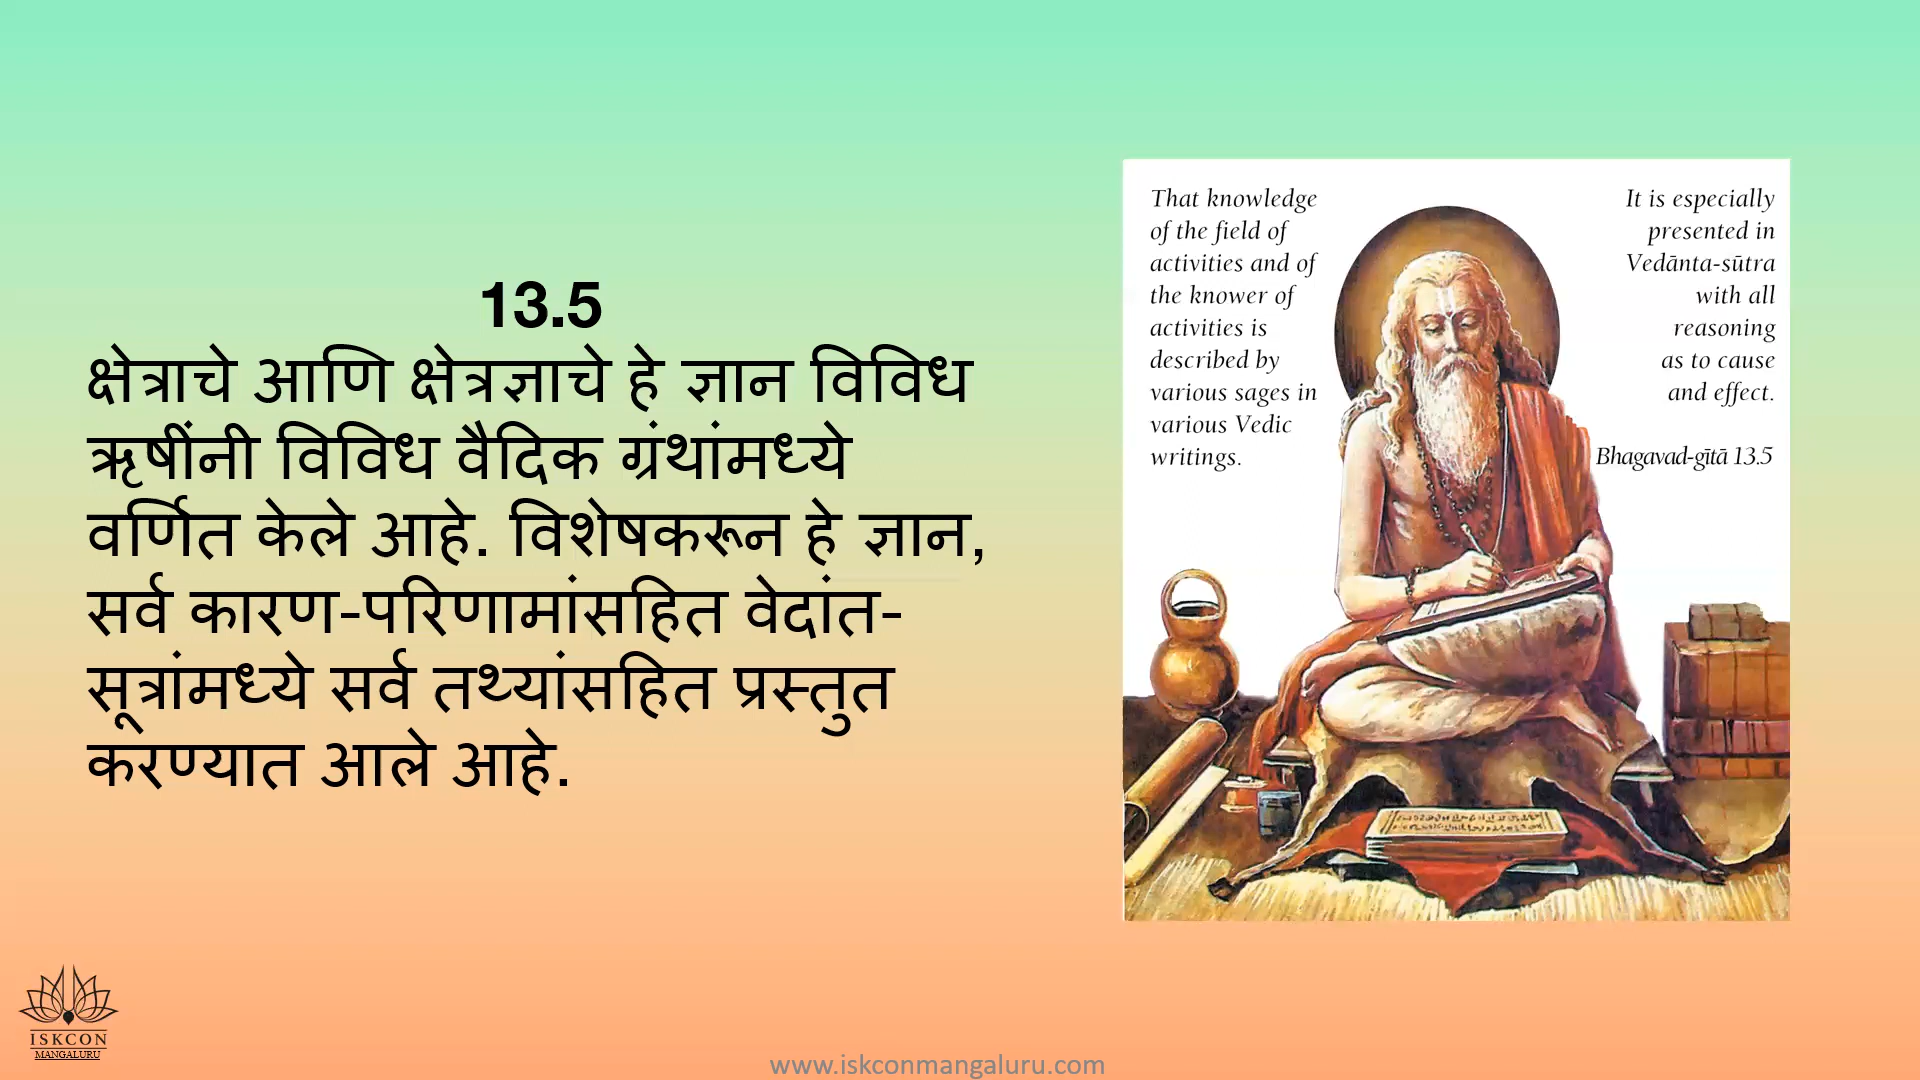 13.5
क्षेत्राचे आणि क्षेत्रज्ञाचे हे ज्ञान विविध
ऋषींनी विविध वैदिक ग्रंथांमध्ये
वर्णित केले आहे. विशेषकरून हे ज्ञान,
सर्व कारण-परिणामांसहित वेदांत-
सूत्रांमध्ये सर्व तथ्यांसहित प्रस्तुत
करण्यात आले आहे.
That knowledge
of the field of
activities and of
the knower of
activities is
described by
various sages in
various Vedic
writings.
It is especially
presented in
Vedānta-sūtra
with all
reasoning
as to cause
and effect.
Bhagavad-gītā 13.5
ISKCON
MANGALURU
www.iskconmangaluru.com